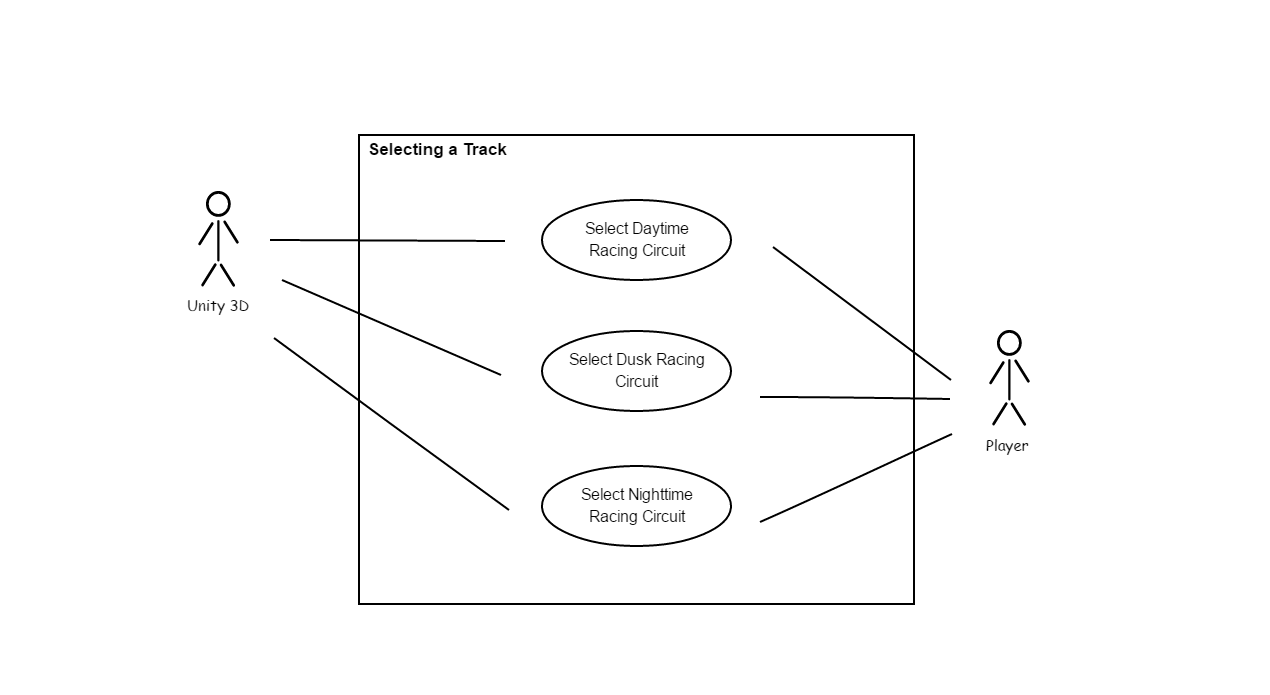 Selecting a Track
Select Daytime
Racing Circuit
Unity 3D
Select Dusk Racing
Circuit
Player
Select Nighttime
Racing Circuit